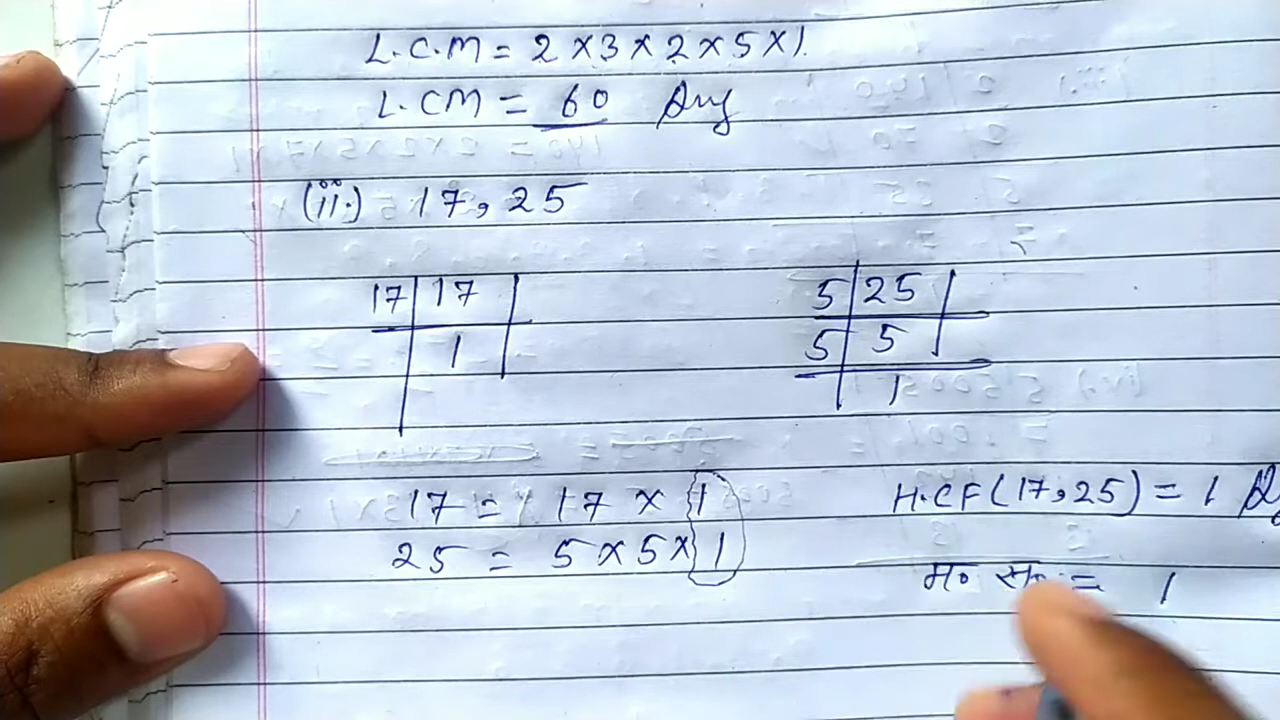 L.C.M = 2 × 3 × 2 × 5 × 1
L.CM = 60 Ans
(ii.) 17, 25
17 | 17
1
5 | 25
5 | 5
1
17 = 17 × 1
25 = 5 × 5 × 1
H.CF(17, 25) = 1
म० स० = 1